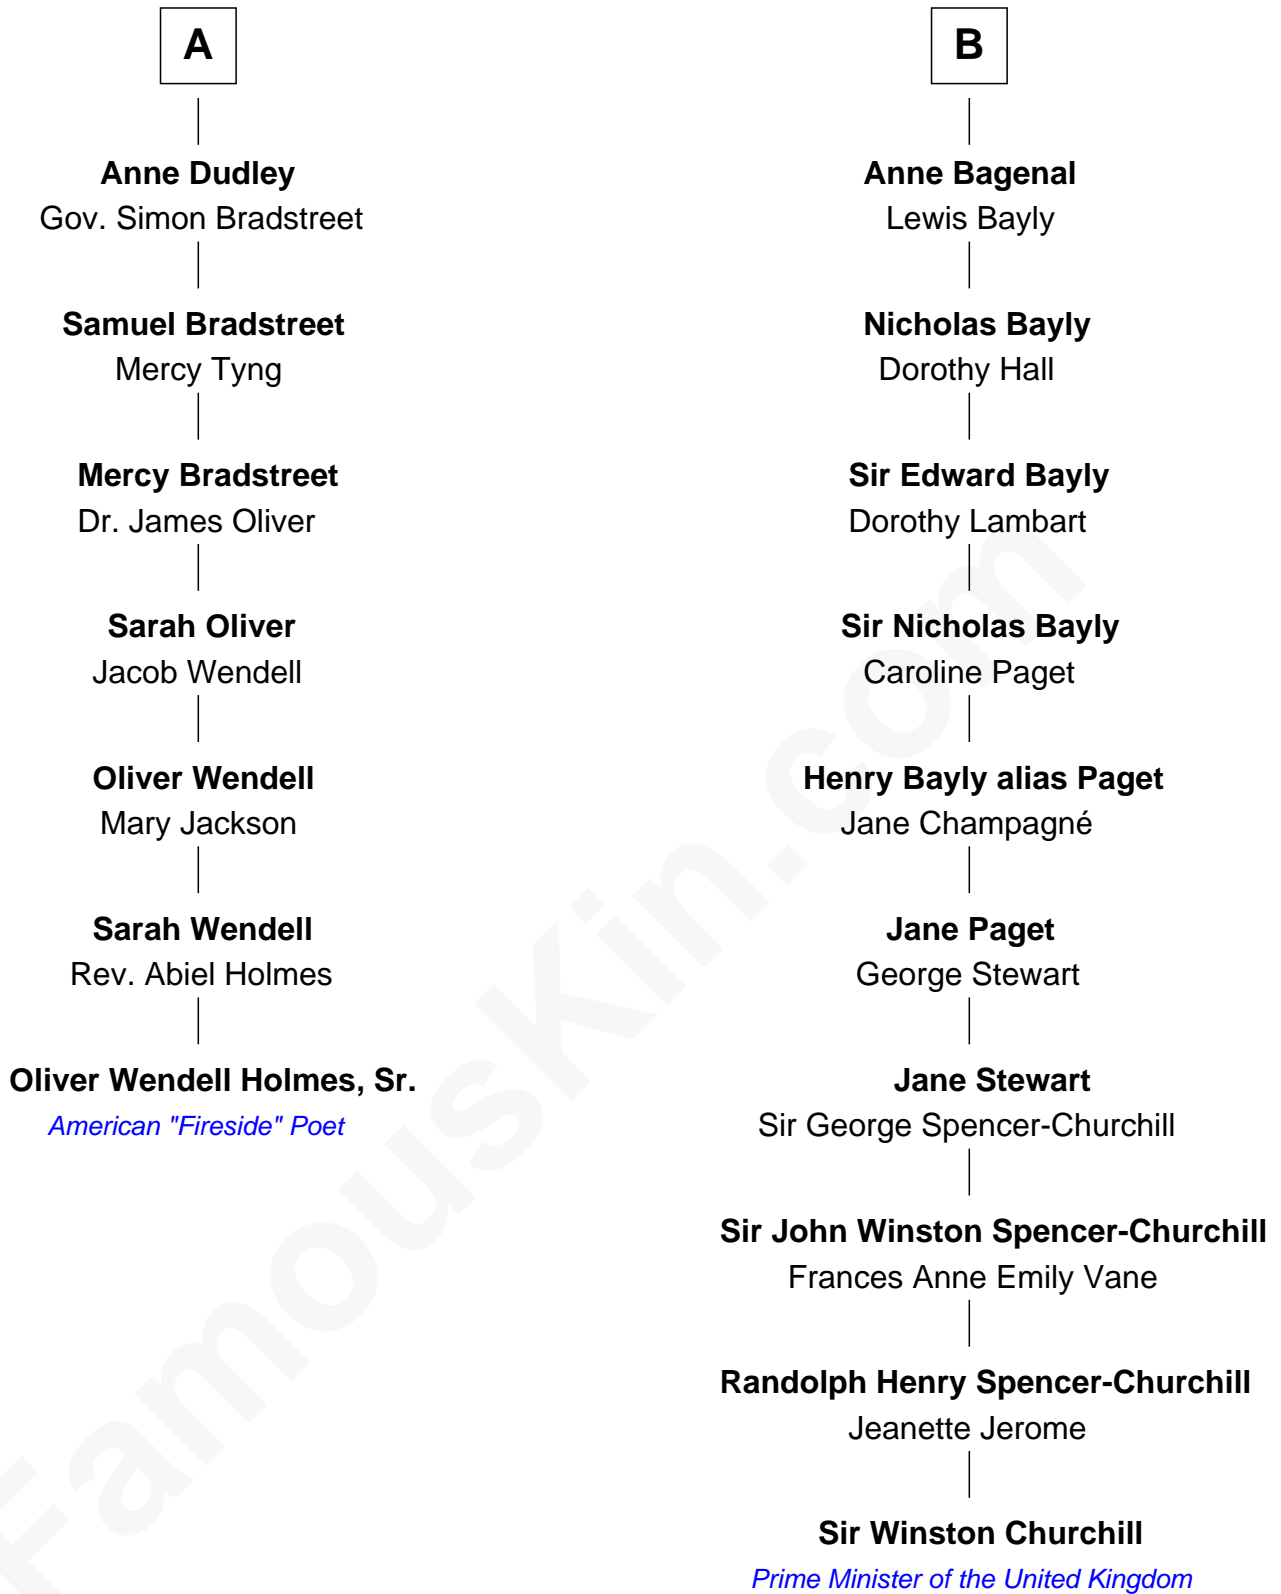 A
Anne Dudley
Gov. Simon Bradstreet
Samuel Bradstreet
Mercy Tyng
Mercy Bradstreet
Dr. James Oliver
Sarah Oliver
Jacob Wendell
Oliver Wendell
Mary Jackson
Sarah Wendell
Rev. Abiel Holmes
Oliver Wendell Holmes, Sr.
American "Fireside" Poet
B
Anne Bagenal
Lewis Bayly
Nicholas Bayly
Dorothy Hall
Sir Edward Bayly
Dorothy Lambart
Sir Nicholas Bayly
Caroline Paget
Henry Bayly alias Paget
Jane Champagné
Jane Paget
George Stewart
Jane Stewart
Sir George Spencer-Churchill
Sir John Winston Spencer-Churchill
Frances Anne Emily Vane
Randolph Henry Spencer-Churchill
Jeanette Jerome
Sir Winston Churchill
Prime Minister of the United Kingdom
FamousKin.com